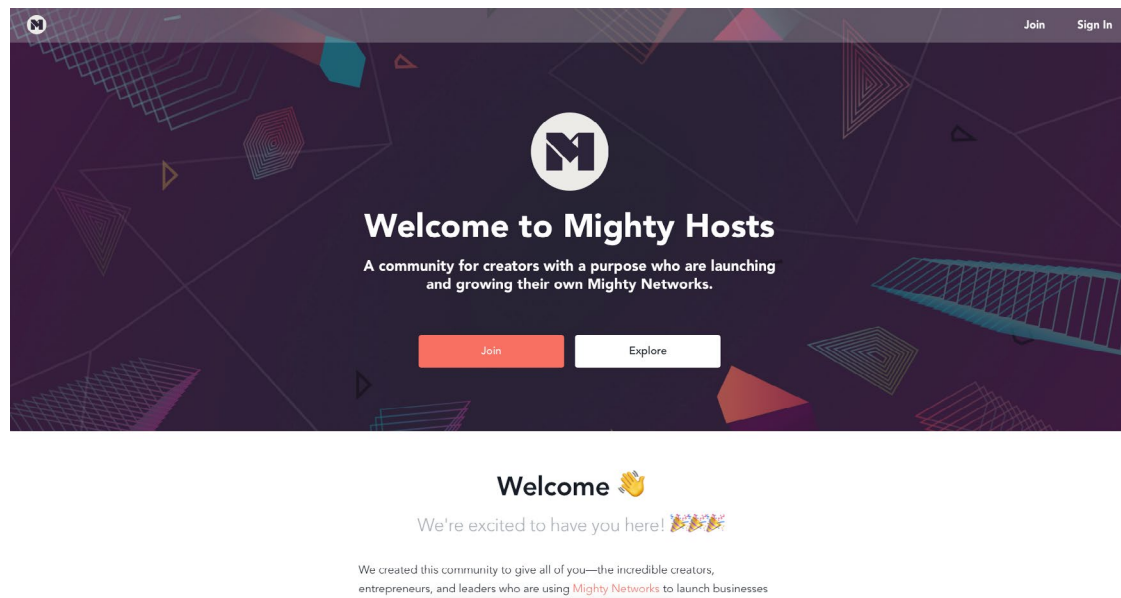 M
Join Sign In
M
Welcome to Mighty Hosts
A community for creators with a purpose who are launching
and growing their own Mighty Networks.
Join Explore
Welcome 👋
We're excited to have you here! 🎉🎉🎉
We created this community to give all of you—the incredible creators,
entrepreneurs, and leaders who are using Mighty Networks to launch businesses